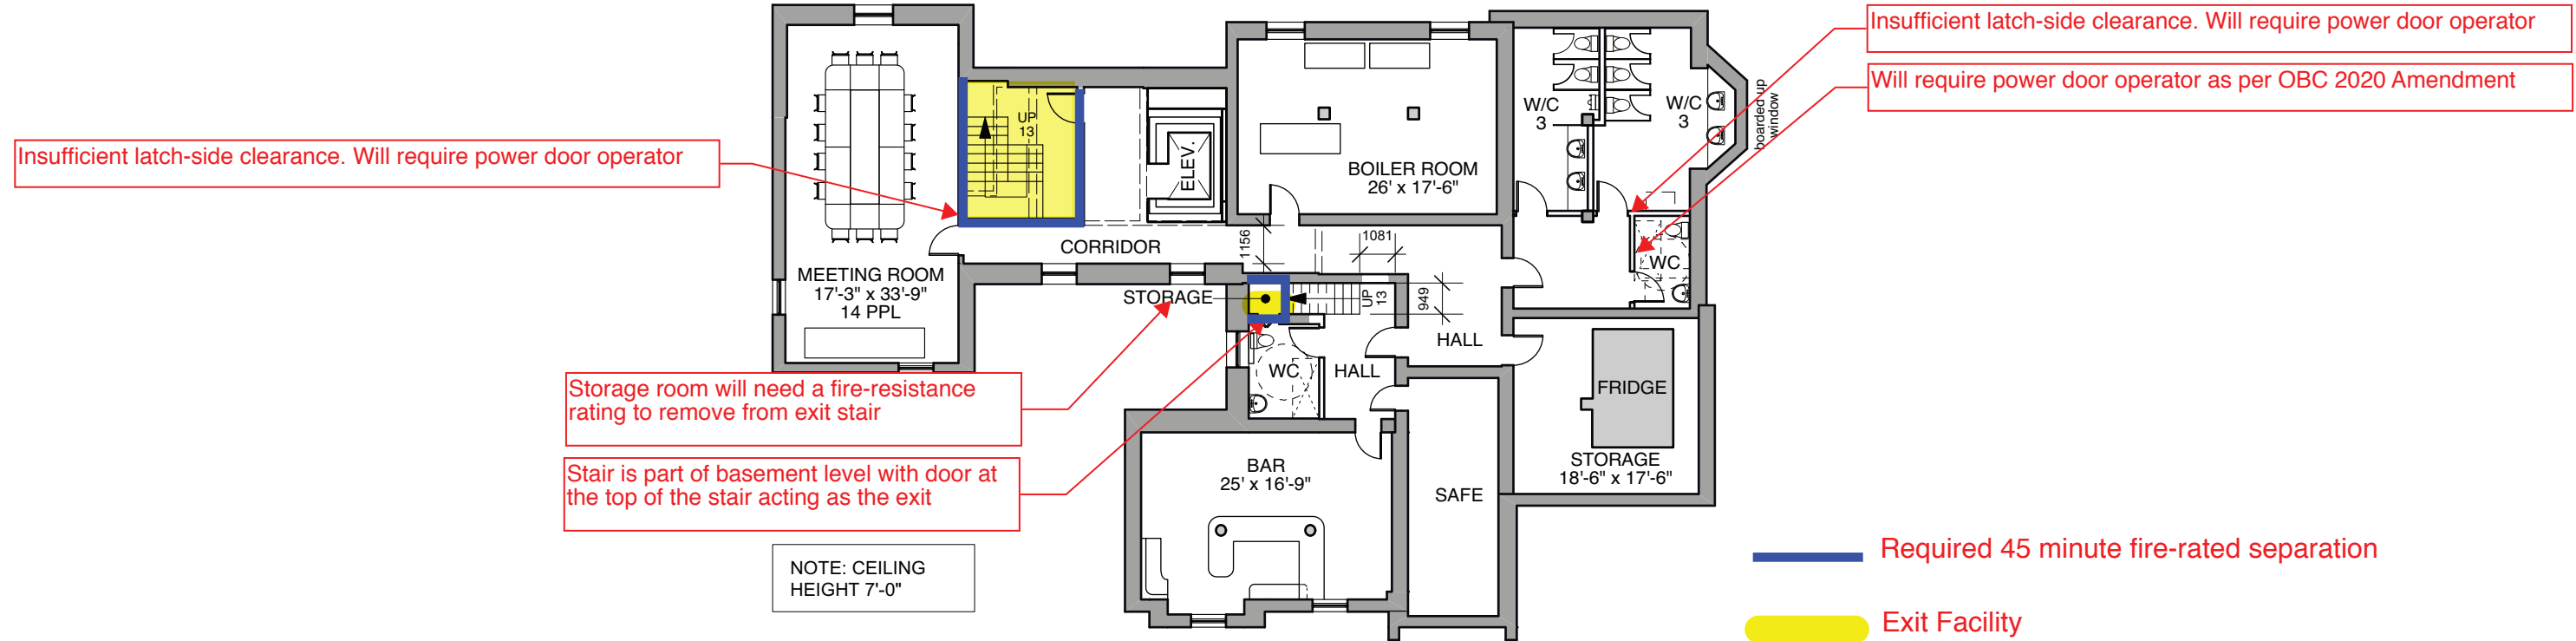 Insufficient latch-side clearance. Will require power door operator
Will require power door operator as per OBC 2020 Amendment
boarded up
window
W/C
3
W/C
3
UP
13
ELEV.
BOILER ROOM
26' x 17'-6"
Insufficient latch-side clearance. Will require power door operator
CORRIDOR
1156
1081
MEETING ROOM
17'-3" x 33'-9"
14 PPL
STORAGE
UP
13
949
WC
HALL
WC
HALL
Storage room will need a fire-resistance
rating to remove from exit stair
FRIDGE
STORAGE
18'-6" x 17'-6"
Stair is part of basement level with door at
the top of the stair acting as the exit
BAR
25' x 16'-9"
SAFE
NOTE: CEILING
HEIGHT 7'-0"
Required 45 minute fire-rated separation
Exit Facility